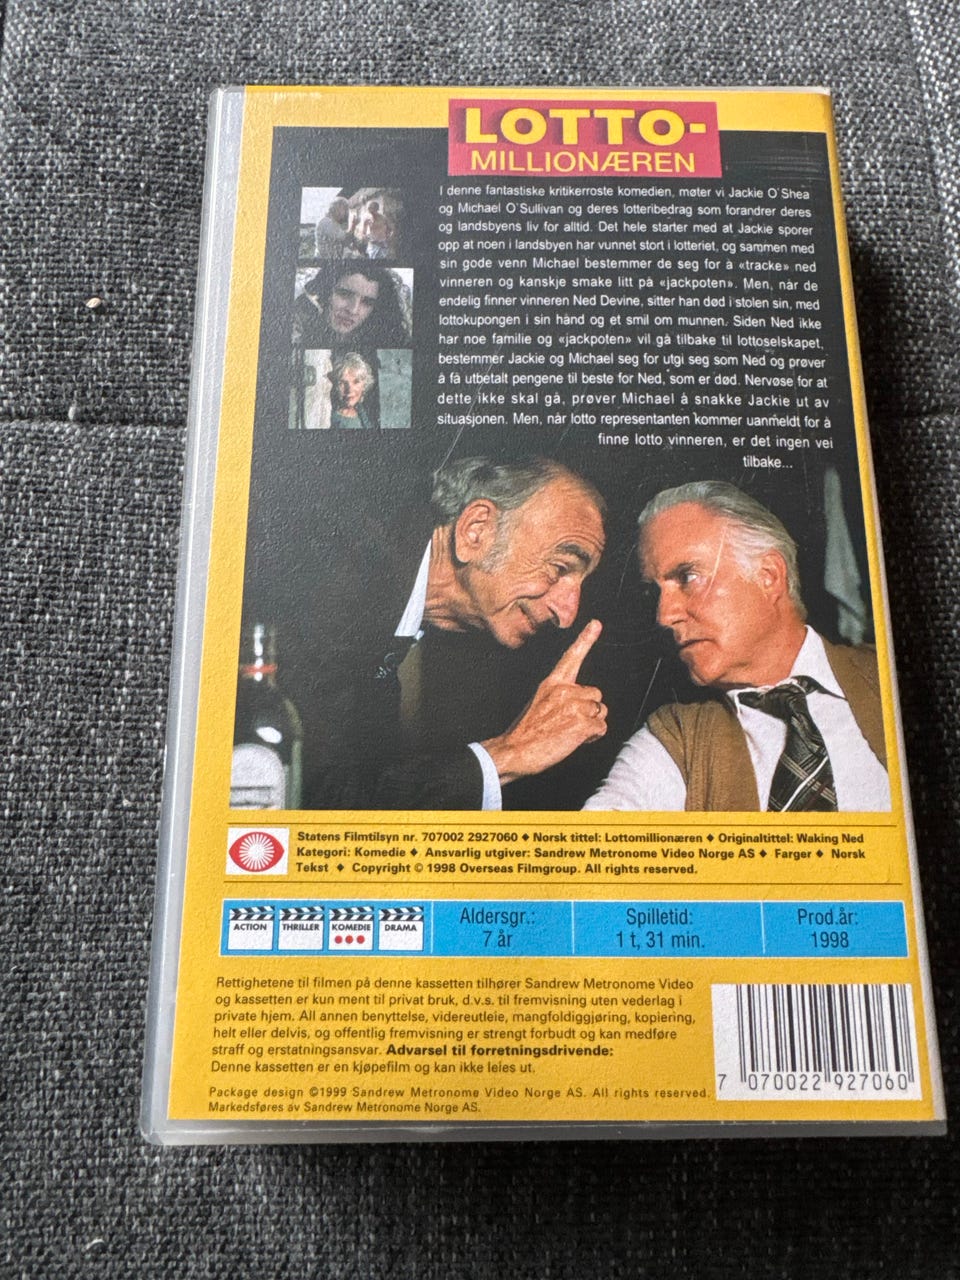 LOTTO-
MILLIONÆREN
I denne fantastiske kritikerroste komedien, møter vi Jackie O`Shea
og Michael O`Sullivan og deres lotteribedrag som forandrer deres
og landsbyens liv for alltid. Det hele starter med at Jackie sporer
opp at noen i landsbyen har vunnet stort i lotteriet, og sammen med
sin gode venn Michael bestemmer de seg for å «tracke» ned
vinneren og kanskje smake litt på «jackpoten». Men, når de
endelig finner vinneren Ned Devine, sitter han død i stolen sin, med
lottokupongen i sin hånd og et smil om munnen. Siden Ned ikke
har noe familie og «jackpoten» vil gå tilbake til lottoselskapet,
bestemmer Jackie og Michael seg for utgi seg som Ned og prøver
å få utbetalt pengene til beste for Ned, som er død. Nervøse for at
dette ikke skal gå, prøver Michael å snakke Jackie ut av
situasjonen. Men, når lotto representanten kommer uanmeldt for å
finne lotto vinneren, er det ingen vei
tilbake...
Statens Filmtilsyn nr. 707002 2927060 ◆ Norsk tittel: Lottomillionæren ◆ Originaltittel: Waking Ned
Kategori: Komedie ◆ Ansvarlig utgiver: Sandrew Metronome Video Norge AS ◆ Farger ◆ Norsk
Tekst ◆ Copyright © 1998 Overseas Filmgroup. All rights reserved.
ACTION THRILLER KOMEDIE DRAMA
Aldersgr.: Spilletid: Prod.år:
7 år 1 t, 31 min. 1998
Rettighetene til filmen på denne kassetten tilhører Sandrew Metronome Video
og kassetten er kun ment til privat bruk, d.v.s. til fremvisning uten vederlag i
private hjem. All annen benyttelse, videreutleie, mangfoldiggjøring, kopiering,
helt eller delvis, og offentlig fremvisning er strengt forbudt og kan medføre
straff og erstatningsansvar. Advarsel til forretningsdrivende:
Denne kassetten er en kjøpefilm og kan ikke leies ut.
7 070022 927060
Package design ©1999 Sandrew Metronome Video Norge AS. All rights reserved.
Markedsføres av Sandrew Metronome Norge AS.